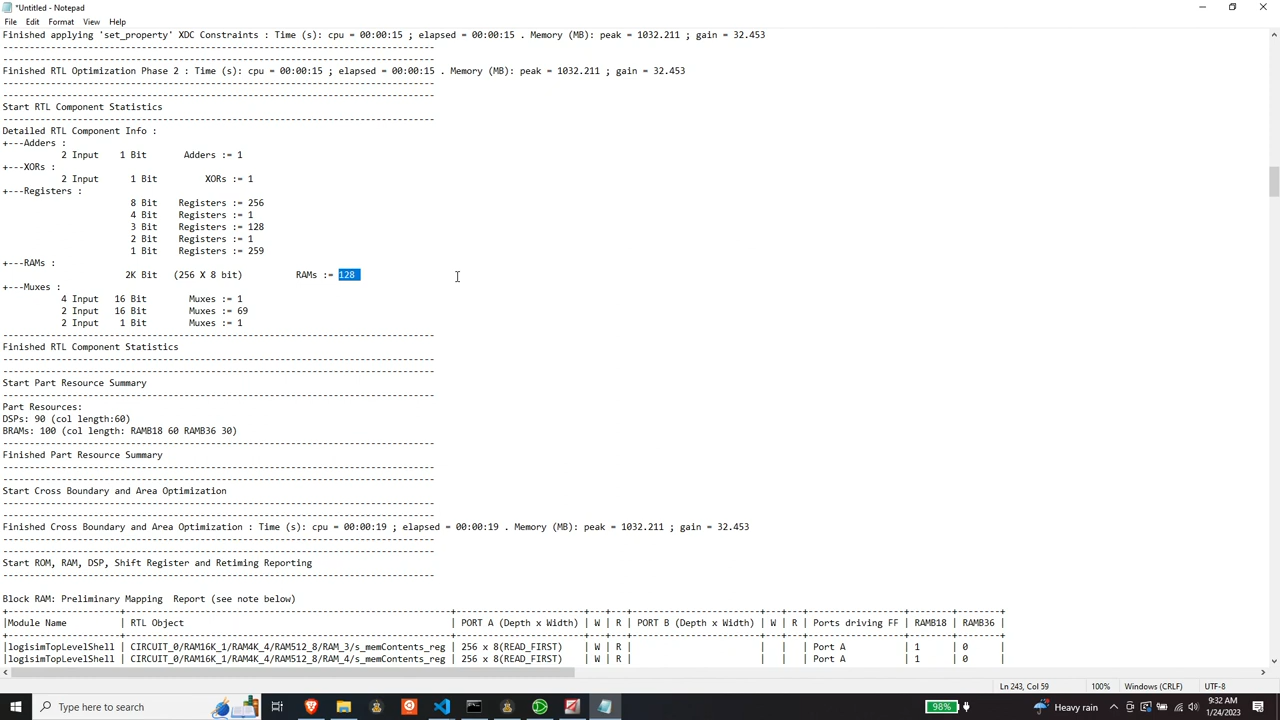 *Untitled - Notepad
File Edit Format View Help
Finished applying 'set_property' XDC Constraints : Time (s): cpu = 00:00:15 ; elapsed = 00:00:15 . Memory (MB): peak = 1032.211 ; gain = 32.453
---------------------------------------------------------------------------------
---------------------------------------------------------------------------------
Finished RTL Optimization Phase 2 : Time (s): cpu = 00:00:15 ; elapsed = 00:00:15 . Memory (MB): peak = 1032.211 ; gain = 32.453
---------------------------------------------------------------------------------
---------------------------------------------------------------------------------
Start RTL Component Statistics
---------------------------------------------------------------------------------
Detailed RTL Component Info :
+---Adders :
2 Input 1 Bit Adders := 1
+---XORs :
2 Input 1 Bit XORs := 1
+---Registers :
8 Bit Registers := 256
4 Bit Registers := 1
3 Bit Registers := 128
2 Bit Registers := 1
1 Bit Registers := 259
+---RAMs :
2K Bit (256 X 8 bit) RAMs := 128
+---Muxes :
4 Input 16 Bit Muxes := 1
2 Input 16 Bit Muxes := 69
2 Input 1 Bit Muxes := 1
---------------------------------------------------------------------------------
Finished RTL Component Statistics
---------------------------------------------------------------------------------
---------------------------------------------------------------------------------
Start Part Resource Summary
---------------------------------------------------------------------------------
Part Resources:
DSPs: 90 (col length:60)
BRAMs: 100 (col length: RAMB18 60 RAMB36 30)
---------------------------------------------------------------------------------
Finished Part Resource Summary
---------------------------------------------------------------------------------
---------------------------------------------------------------------------------
Start Cross Boundary and Area Optimization
---------------------------------------------------------------------------------
---------------------------------------------------------------------------------
Finished Cross Boundary and Area Optimization : Time (s): cpu = 00:00:19 ; elapsed = 00:00:19 . Memory (MB): peak = 1032.211 ; gain = 32.453
---------------------------------------------------------------------------------
---------------------------------------------------------------------------------
Start ROM, RAM, DSP, Shift Register and Retiming Reporting
---------------------------------------------------------------------------------
Block RAM: Preliminary Mapping Report (see note below)
|Module Name | RTL Object | PORT A (Depth x Width) | W | R | PORT B (Depth x Width) | W | R | Ports driving FF | RAMB18 | RAMB36 |
|logisimTopLevelShell | CIRCUIT_0/RAM16K_1/RAM4K_4/RAM512_8/RAM_3/s_memContents_reg | 256 x 8(READ_FIRST) | W | R | | | | Port A | 1 | 0 |
|logisimTopLevelShell | CIRCUIT_0/RAM16K_1/RAM4K_4/RAM512_8/RAM_4/s_memContents_reg | 256 x 8(READ_FIRST) | W | R | | | | Port A | 1 | 0 |
Ln 243, Col 59 100% Windows (CRLF) UTF-8
Type here to search
98%
Heavy rain
9:32 AM
1/24/2023